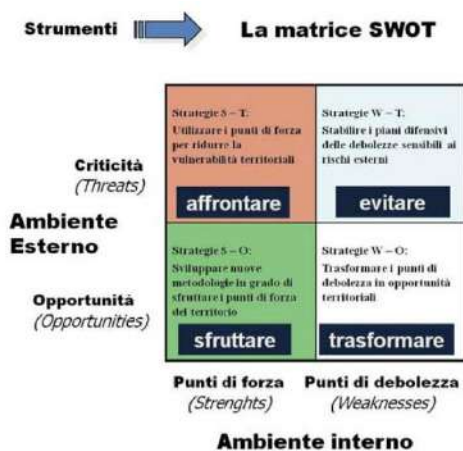 Strumenti
La matrice SWOT
Strategie S – T:
Utilizzare i punti di forza
per ridurre la
vulnerabilità territoriali
affrontare
Strategie W – T:
Stabilire i piani difensivi
delle debolezze sensibili ai
rischi esterni
evitare
Criticità
(Threats)
Ambiente
Esterno
Opportunità
(Opportunities)
Strategie S – O:
Sviluppare nuove
metodologie in grado di
sfruttare i punti di forza
del territorio
sfruttare
Strategie W – O:
Trasformare i punti di
debolezza in opportunità
territoriali
trasformare
Punti di forza
(Strenghts)
Punti di debolezza
(Weaknesses)
Ambiente interno